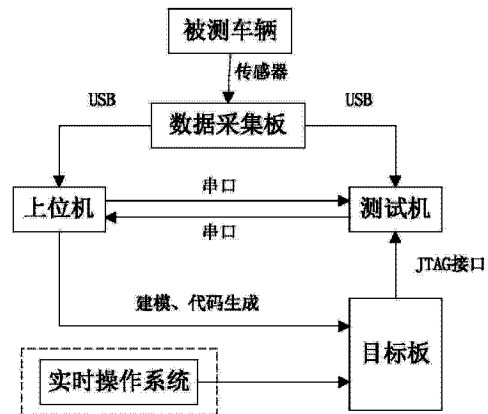 被测车辆
传感器
USB
USB
数据采集板
串口
上位机
测试机
串口
JTAG接口
建模、代码生成
目标板
实时操作系统